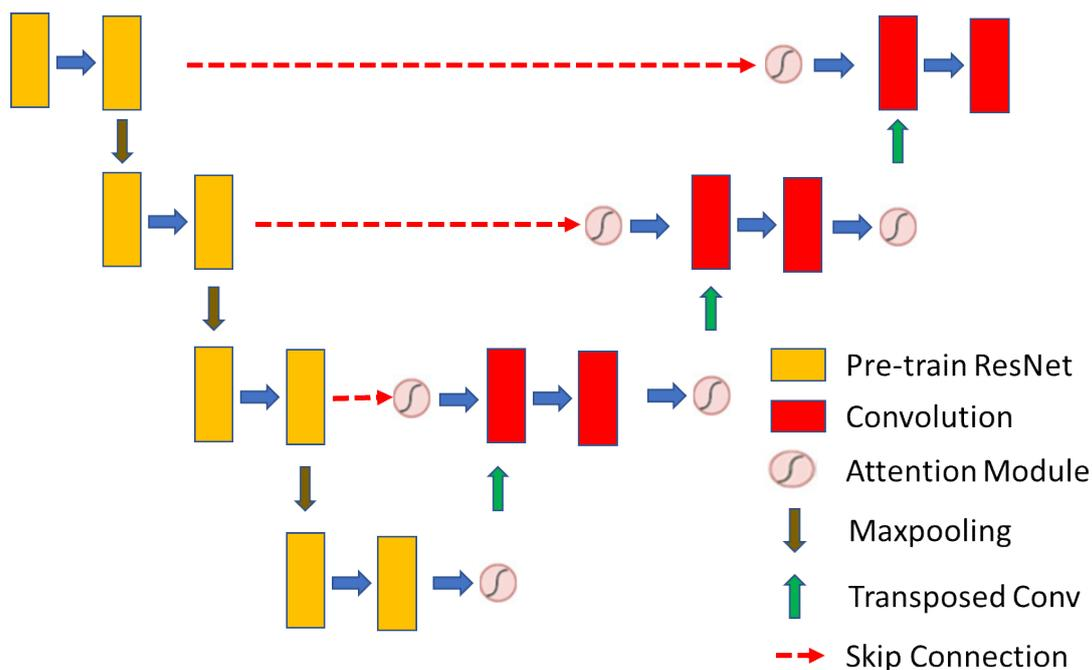 Pre-train ResNet
Convolution
Attention Module
Maxpooling
Transposed Conv
Skip Connection